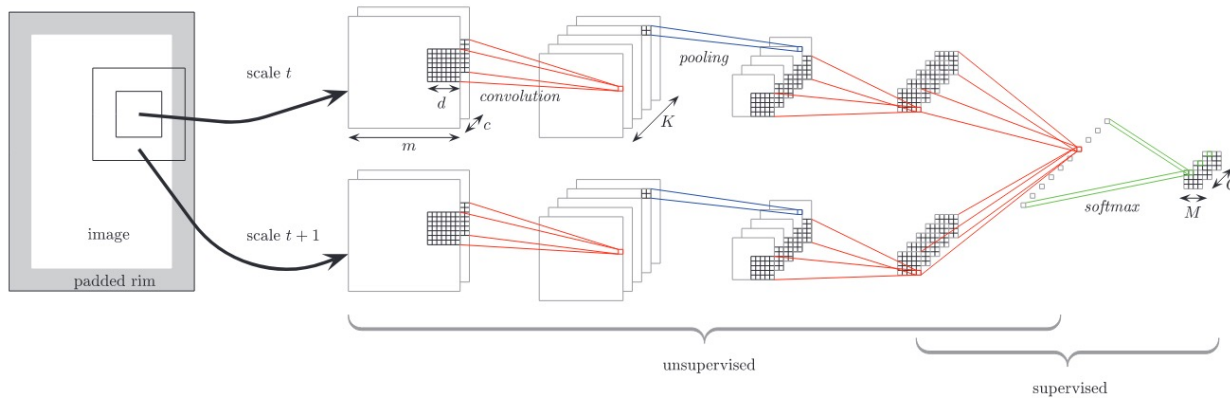 scale t
pooling
d
convolution
c
K
m
image
scale t + 1
softmax
M
C
padded rim
unsupervised
supervised